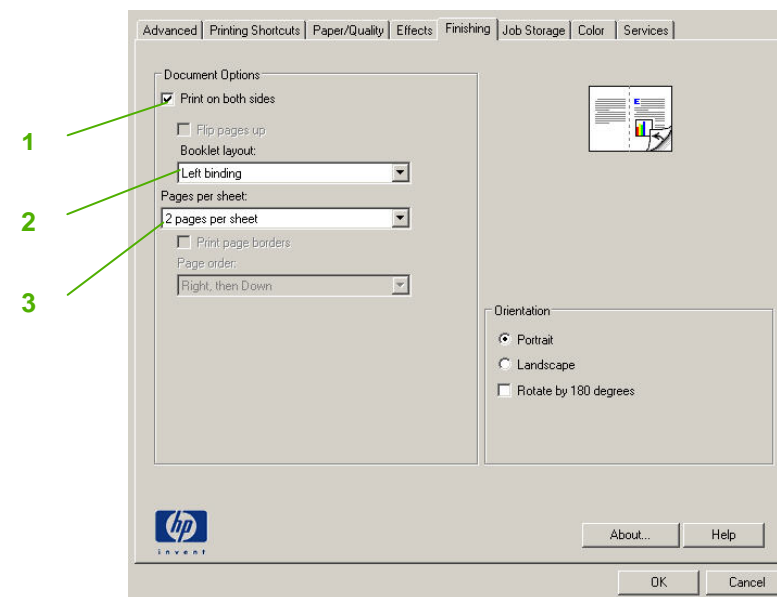 Advanced Printing Shortcuts Paper/Quality Effects Finishing Job Storage Color Services
Document Options
1 Print on both sides
Flip pages up
Booklet layout:
2 Left binding
Pages per sheet:
3 2 pages per sheet
Print page borders
Page order:
Right, then Down
Orientation
Portrait
Landscape
Rotate by 180 degrees
hp
invent
About... Help
OK Cancel